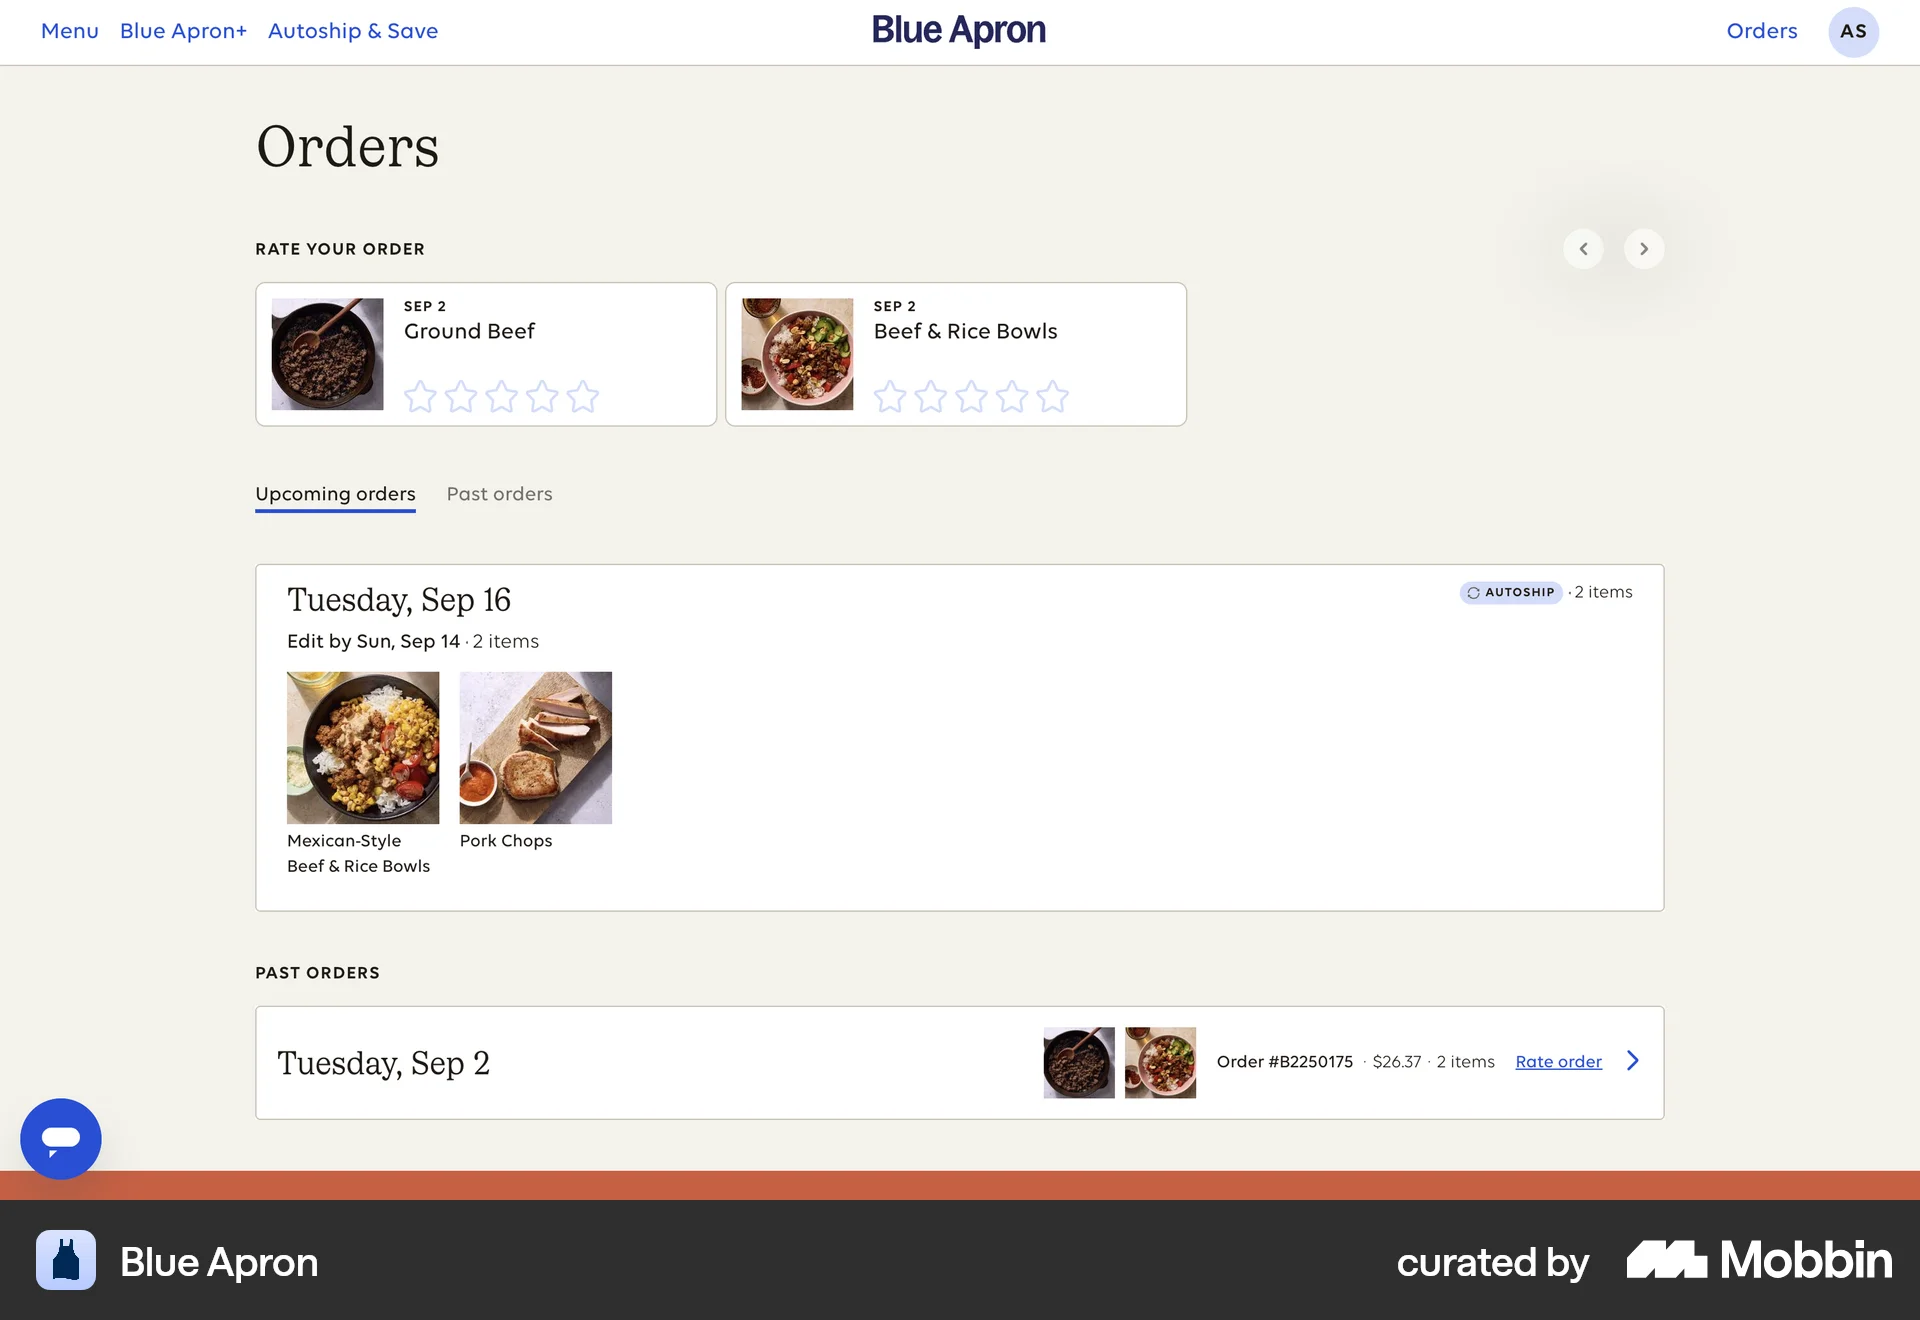 Menu Blue Apron+ Autoship & Save Blue Apron Orders AS
Orders
RATE YOUR ORDER
SEP 2
Ground Beef
SEP 2
Beef & Rice Bowls
Upcoming orders Past orders
Tuesday, Sep 16
AUTOSHIP · 2 items
Edit by Sun, Sep 14 · 2 items
Mexican-Style
Beef & Rice Bowls
Pork Chops
PAST ORDERS
Tuesday, Sep 2
Order #B2250175 · $26.37 · 2 items Rate order
Blue Apron
curated by Mobbin